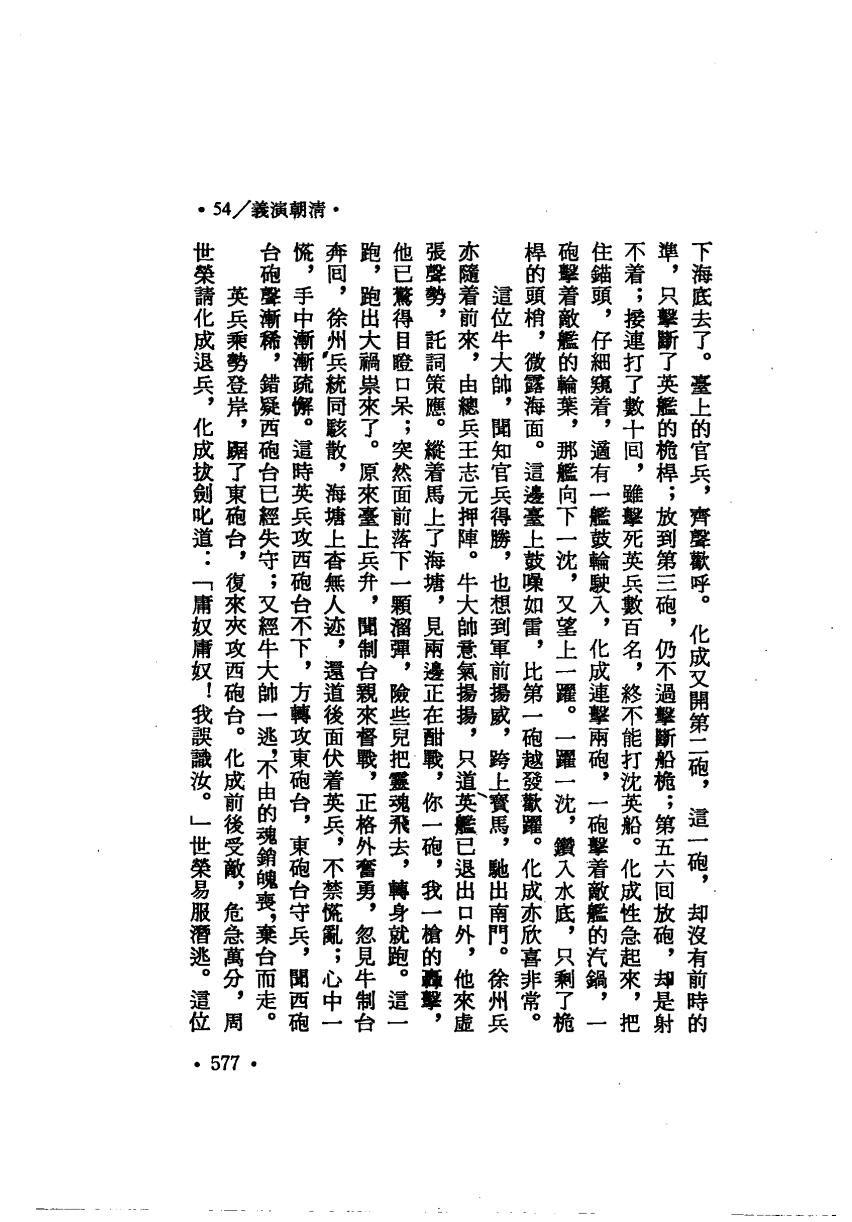 •54／義演朝清•
下海底去了。臺上的官兵，齊聲歡呼。化成又開第二砲，這一砲，却沒有前時的
準，只擊斷了英艦的桅桿；放到第三砲，仍不過擊斷船桅；第五六回放砲，却是射
不着；接連打了數十回，雖擊死英兵數百名，終不能打沈英船。化成性急起來，把
住錨頭，仔細窺着，適有一艦鼓輪駛入，化成連擊兩砲，一砲擊着敵艦的汽鍋，一
砲擊着敵艦的輪葉，那艦向下一沈，又望上一躍。一躍一沈，鑽入水底，只剩了桅
桿的頭梢，微露海面。這邊臺上鼓噪如雷，比第一砲越發歡躍。化成亦欣喜非常。
這位牛大帥，聞知官兵得勝，也想到軍前揚威，跨上寶馬，馳出南門。徐州兵
亦隨着前來，由總兵王志元押陣。牛大帥意氣揚揚，只道英艦已退出口外，他來虛
張聲勢，託詞策應。縱着馬上了海塘，見兩邊正在酣戰，你一砲，我一槍的轟擊，
他已驚得目瞪口呆；突然面前落下一顆溜彈，險些兒把靈魂飛去，轉身就跑。這一
跑，跑出大禍祟來了。原來臺上兵弁，聞制台親來督戰，正格外奮勇，忽見牛制台
奔回，徐州兵統同駭散，海塘上杳無人迹，還道後面伏着英兵，不禁慌亂；心中一
慌，手中漸漸疏懈。這時英兵攻西砲台不下，方轉攻東砲台，東砲台守兵，聞西砲
台砲聲漸稀，錯疑西砲台已經失守；又經牛大帥一逃，不由的魂銷魄喪，棄台而走。
英兵乘勢登岸，踞了東砲台，復來夾攻西砲台。化成前後受敵，危急萬分，周
世榮請化成退兵，化成拔劍叱道：「庸奴庸奴！我誤識汝。」世榮易服潛逃。這位
•577•